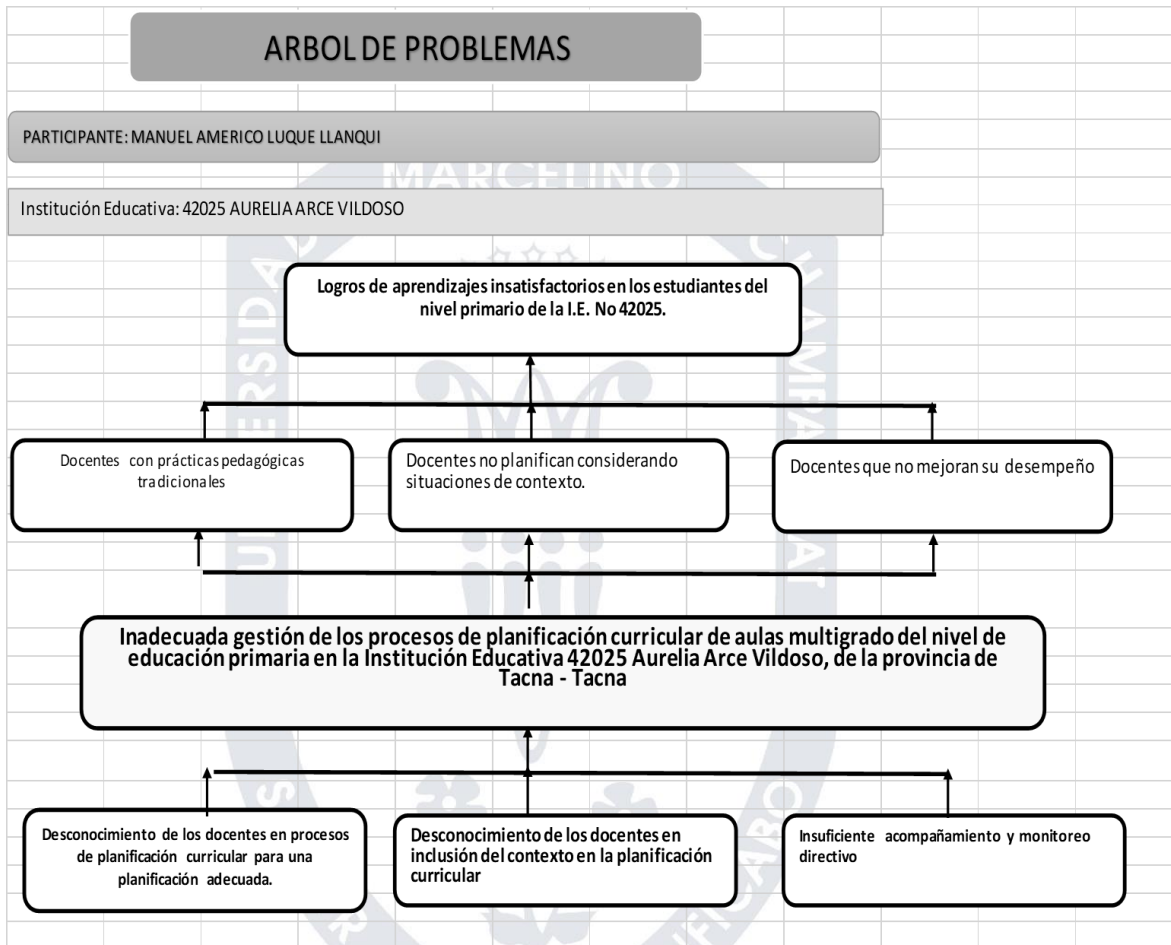 ARBOL DE PROBLEMAS
PARTICIPANTE: MANUEL AMERICO LUQUE LLANQUI
MARCELINO
Institución Educativa: 42025 AURELIA ARCE VILDOSO
Logros de aprendizajes insatisfactorios en los estudiantes del
nivel primario de la I.E. No 42025.
Docentes con prácticas pedagógicas
tradicionales
Docentes no planifican considerando
situaciones de contexto.
Docentes que no mejoran su desempeño
Inadecuada gestión de los procesos de planificación curricular de aulas multigrado del nivel de
educación primaria en la Institución Educativa 42025 Aurelia Arce Vildoso, de la provincia de
Tacna - Tacna
Desconocimiento de los docentes en procesos
de planificación curricular para una
planificación adecuada.
Desconocimiento de los docentes en
inclusión del contexto en la planificación
curricular
Insuficiente acompañamiento y monitoreo
directivo